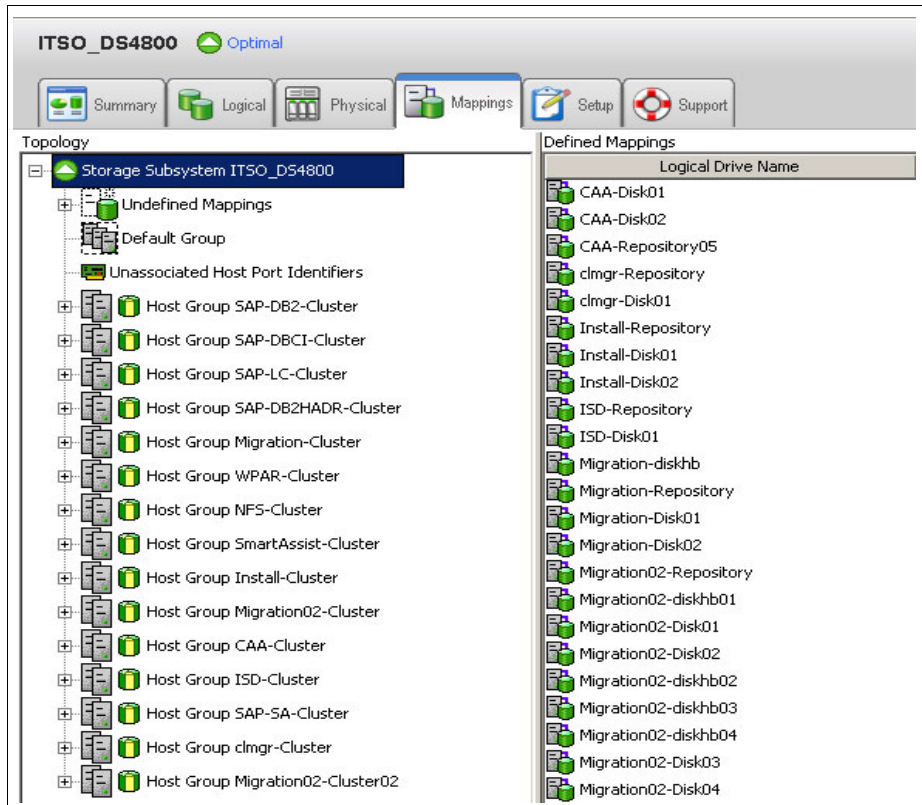 ITSO_DS4800 Optimal
Summary Logical Physical Mappings Setup Support
Topology
Storage Subsystem ITSO_DS4800
Undefined Mappings
Default Group
Unassociated Host Port Identifiers
Host Group SAP-DB2-Cluster
Host Group SAP-DBCI-Cluster
Host Group SAP-LC-Cluster
Host Group SAP-DB2HADR-Cluster
Host Group Migration-Cluster
Host Group WPAR-Cluster
Host Group NFS-Cluster
Host Group SmartAssist-Cluster
Host Group Install-Cluster
Host Group Migration02-Cluster
Host Group CAA-Cluster
Host Group ISD-Cluster
Host Group SAP-SA-Cluster
Host Group clmgr-Cluster
Host Group Migration02-Cluster02
Defined Mappings
Logical Drive Name
CAA-Disk01
CAA-Disk02
CAA-Repository05
clmgr-Repository
clmgr-Disk01
Install-Repository
Install-Disk01
Install-Disk02
ISD-Repository
ISD-Disk01
Migration-diskhb
Migration-Repository
Migration-Disk01
Migration-Disk02
Migration02-Repository
Migration02-diskhb01
Migration02-Disk01
Migration02-Disk02
Migration02-diskhb02
Migration02-diskhb03
Migration02-diskhb04
Migration02-Disk03
Migration02-Disk04